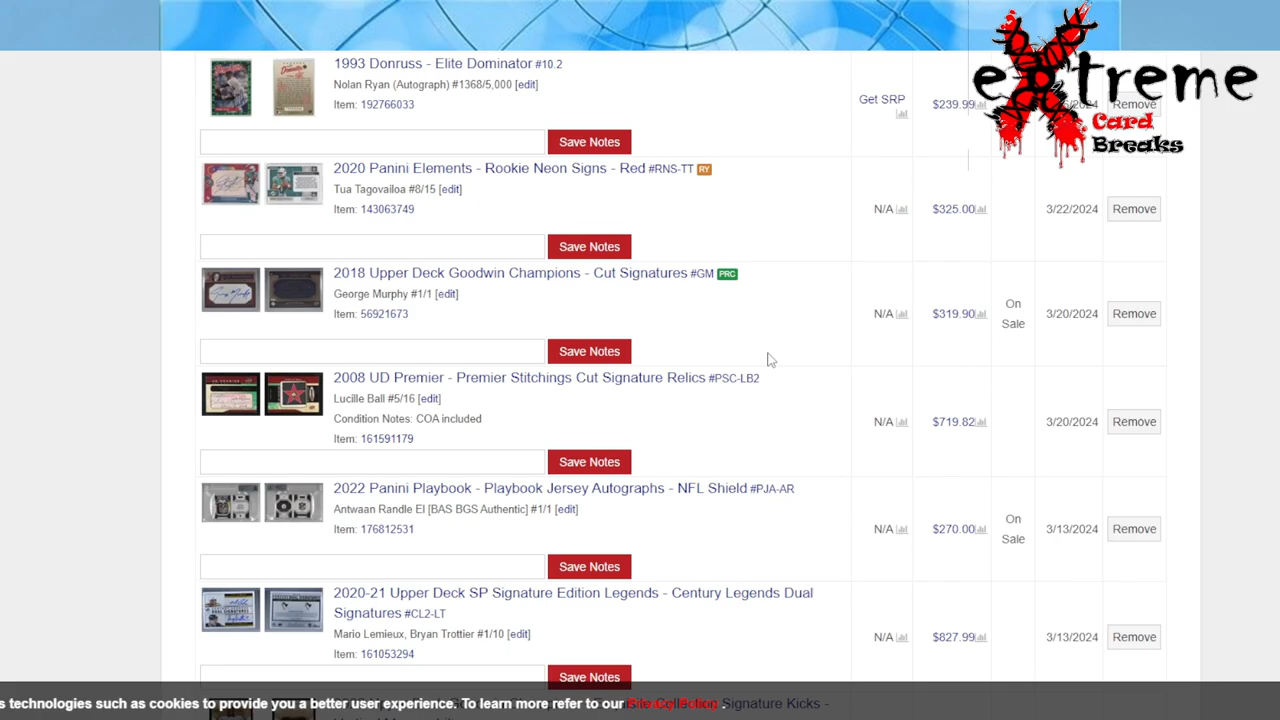 eXtreme
Card
Breaks
1993 Donruss - Elite Dominator #10.2
Nolan Ryan (Autograph) #1368/5,000 [edit]
Item: 192766033
Get SRP
$239.99
/2024
Remove
Save Notes
2020 Panini Elements - Rookie Neon Signs - Red #RNS-TT RY
Tua Tagovailoa #8/15 [edit]
Item: 143063749
N/A
$325.00
3/22/2024
Remove
Save Notes
2018 Upper Deck Goodwin Champions - Cut Signatures #GM PRC
George Murphy #1/1 [edit]
Item: 56921673
N/A
$319.90
On
Sale
3/20/2024
Remove
Save Notes
2008 UD Premier - Premier Stitchings Cut Signature Relics #PSC-LB2
Lucille Ball #5/16 [edit]
Condition Notes: COA included
Item: 161591179
N/A
$719.82
3/20/2024
Remove
Save Notes
2022 Panini Playbook - Playbook Jersey Autographs - NFL Shield #PJA-AR
Antwaan Randle El [BAS BGS Authentic] #1/1 [edit]
Item: 176812531
N/A
$270.00
On
Sale
3/13/2024
Remove
Save Notes
2020-21 Upper Deck SP Signature Edition Legends - Century Legends Dual
Signatures #CL2-LT
Mario Lemieux, Bryan Trottier #1/10 [edit]
Item: 161053294
N/A
$827.99
3/13/2024
Remove
Save Notes
s technologies such as cookies to provide you a better user experience. To learn more refer to our Privacy Policy .
Signature Kicks -